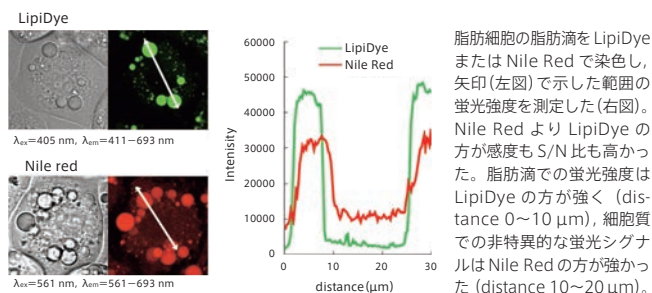 LipiDye
λex=405 nm, λem=411−693 nm
Nile red
λex=561 nm, λem=561−693 nm
60000
50000
40000
30000
20000
10000
0
Intenisity
LipiDye
Nile Red
0
10
20
30
distance(μm)
脂肪細胞の脂肪滴を LipiDye
または Nile Red で染色し,
矢印(左図)で示した範囲の
蛍光強度を測定した(右図)。
Nile Red より LipiDye の
方が感度も S/N 比も高かっ
た。脂肪滴での蛍光強度は
LipiDye の方が強く (dis-
tance 0〜10 μm), 細胞質
での非特異的な蛍光シグナ
ルは Nile Red の方が強かっ
た (distance 10〜20 μm)。